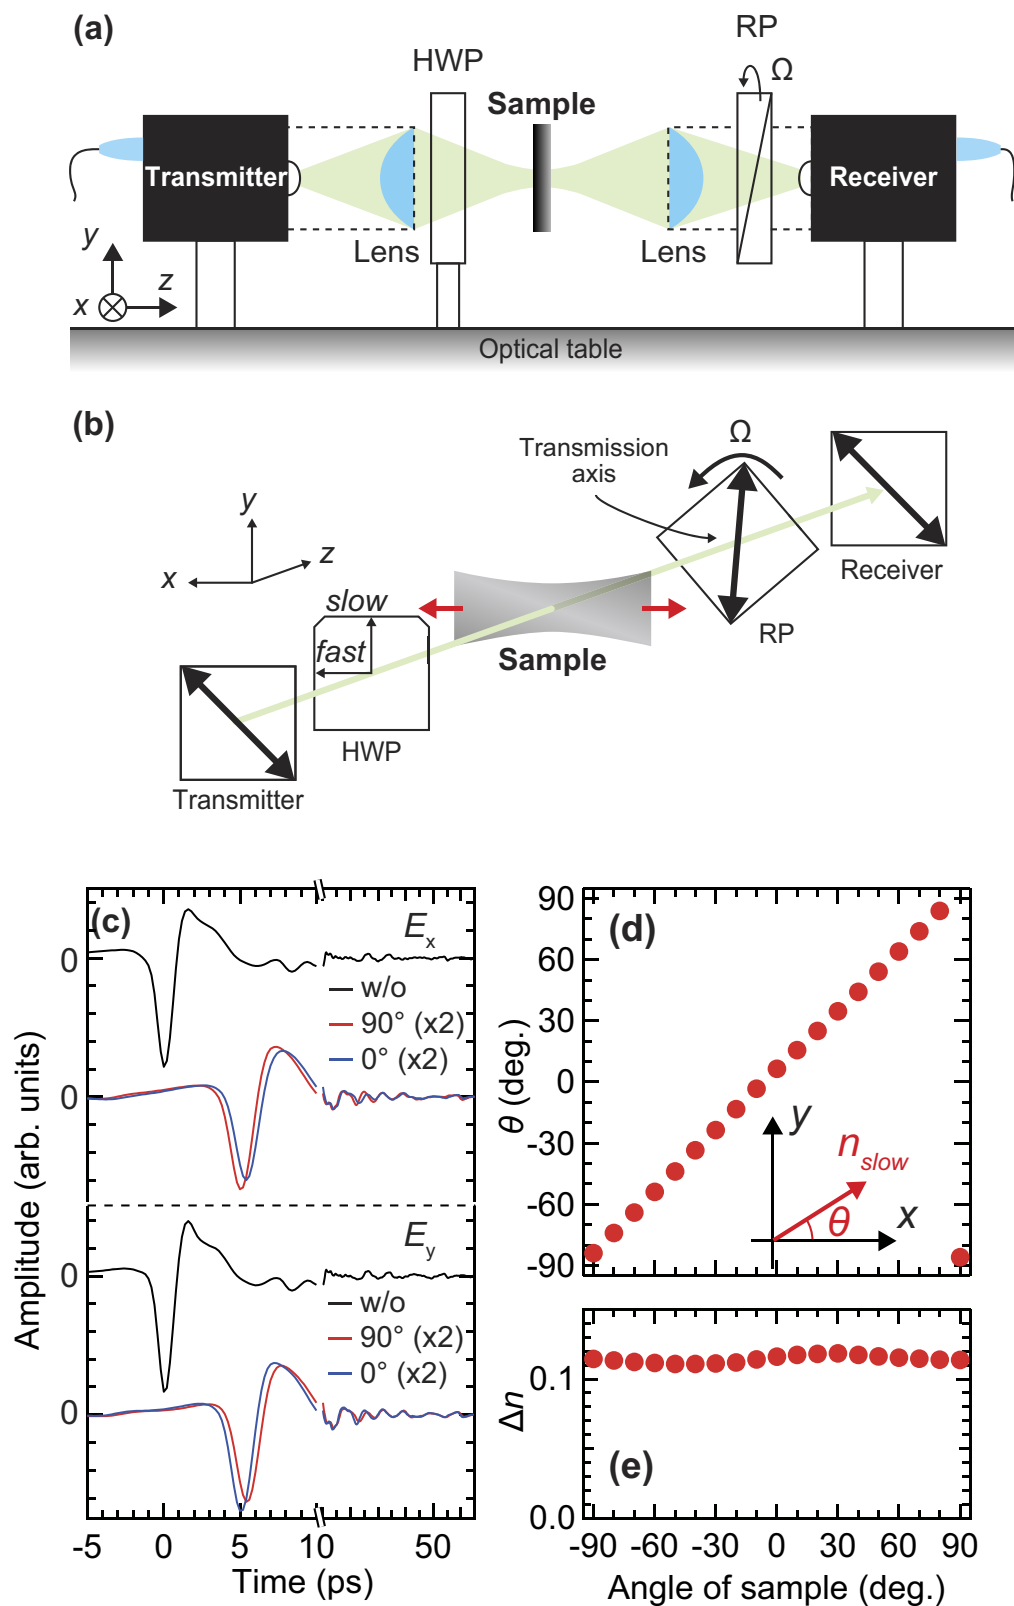 (a)
RP
HWP
Ω
Sample
Transmitter
Receiver
Lens
Lens
y
z
x
Optical table
(b)
Ω
Transmission
axis
y
z
x
Receiver
slow
RP
fast
Sample
HWP
Transmitter
(c)
Ex
0
w/o
90° (x2)
0° (x2)
0
Ey
0
w/o
90° (x2)
0° (x2)
0
Amplitude (arb. units)
-5 0 5 10 50
Time (ps)
(d)
90
60
30
0
-30
-60
-90
θ (deg.)
y
nslow
θ
x
0.1
0.0
Δn
(e)
-90 -60 -30 0 30 60 90
Angle of sample (deg.)